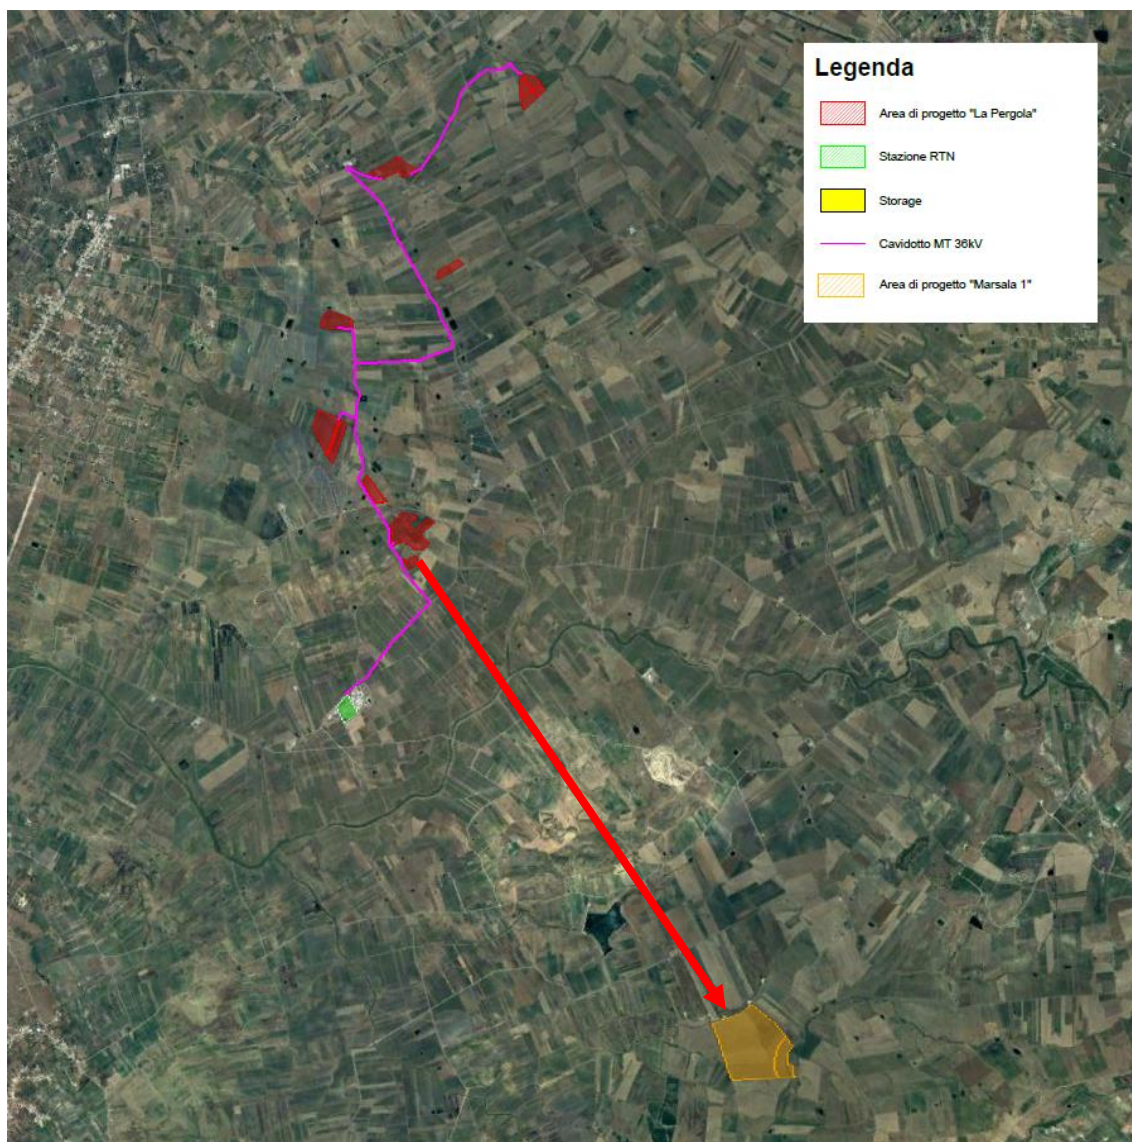 Legenda
Area di progetto "La Pergola"
Stazione RTN
Storage
Cavidotto MT 36kV
Area di progetto "Marsala 1"